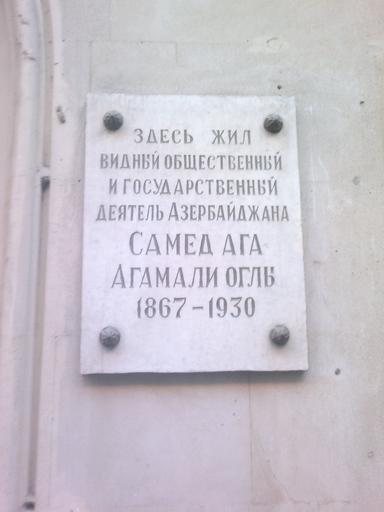 ЗДЕСЬ ЖИЛ
ВИДНЫЙ ОБЩЕСТВЕННЫЙ
И ГОСУДАРСТВЕННЫЙ
ДЕЯТЕЛЬ АЗЕРБАЙДЖАНА
САМЕД АГА
АГАМАЛИ ОГЛЫ
1867-1930